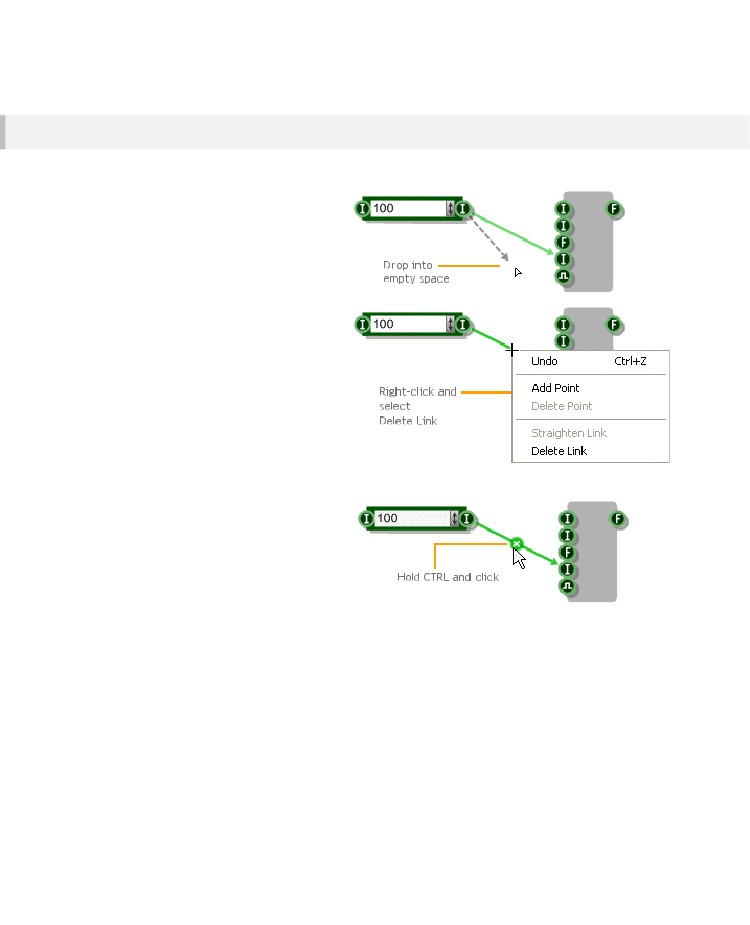 I 100 I
I F
I
F
I
Drop into
empty space
I 100 I
I F
I
Undo Ctrl+Z
Add Point
Delete Point
Straighten Link
Delete Link
Right-click and
select
Delete Link
I 100 I
I F
I
F
I
Hold CTRL and click